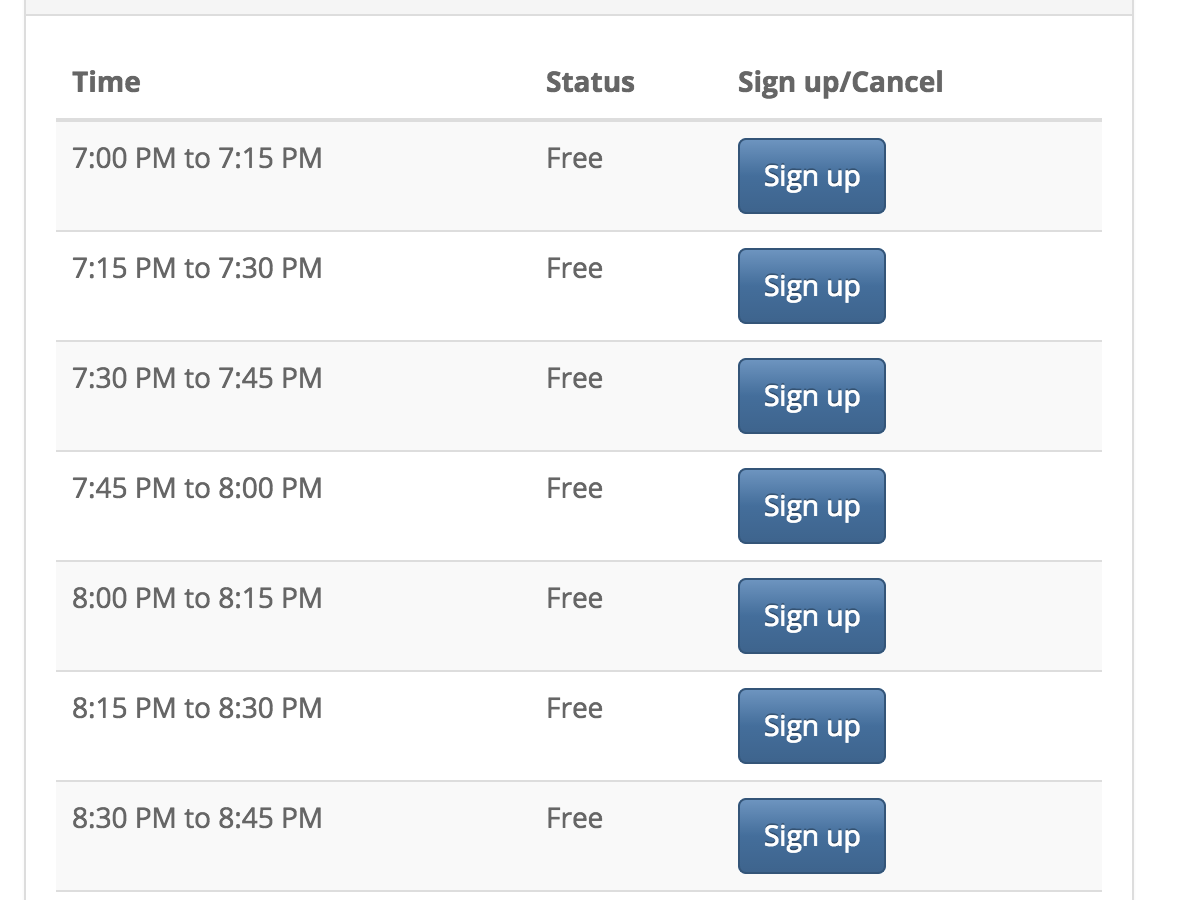 Time Status Sign up/Cancel
7:00 PM to 7:15 PM Free Sign up
7:15 PM to 7:30 PM Free Sign up
7:30 PM to 7:45 PM Free Sign up
7:45 PM to 8:00 PM Free Sign up
8:00 PM to 8:15 PM Free Sign up
8:15 PM to 8:30 PM Free Sign up
8:30 PM to 8:45 PM Free Sign up